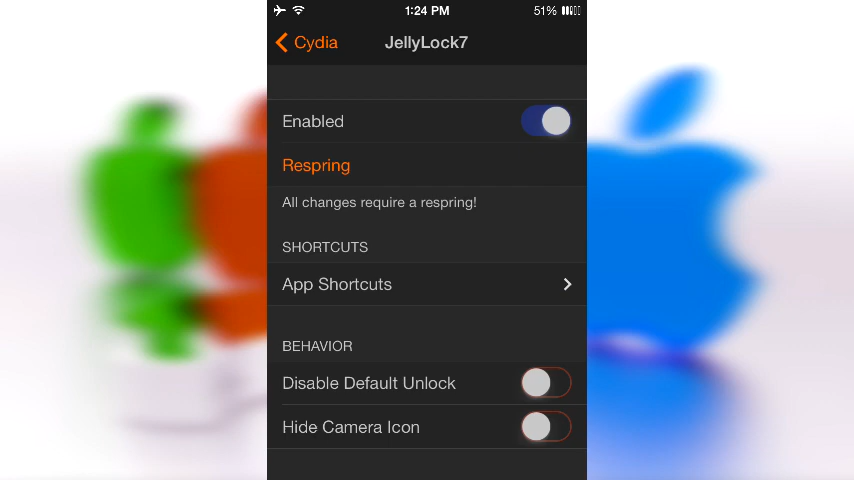 1:24 PM
51%
Cydia
JellyLock7
Enabled
Respring
All changes require a respring!
SHORTCUTS
App Shortcuts
BEHAVIOR
Disable Default Unlock
Hide Camera Icon